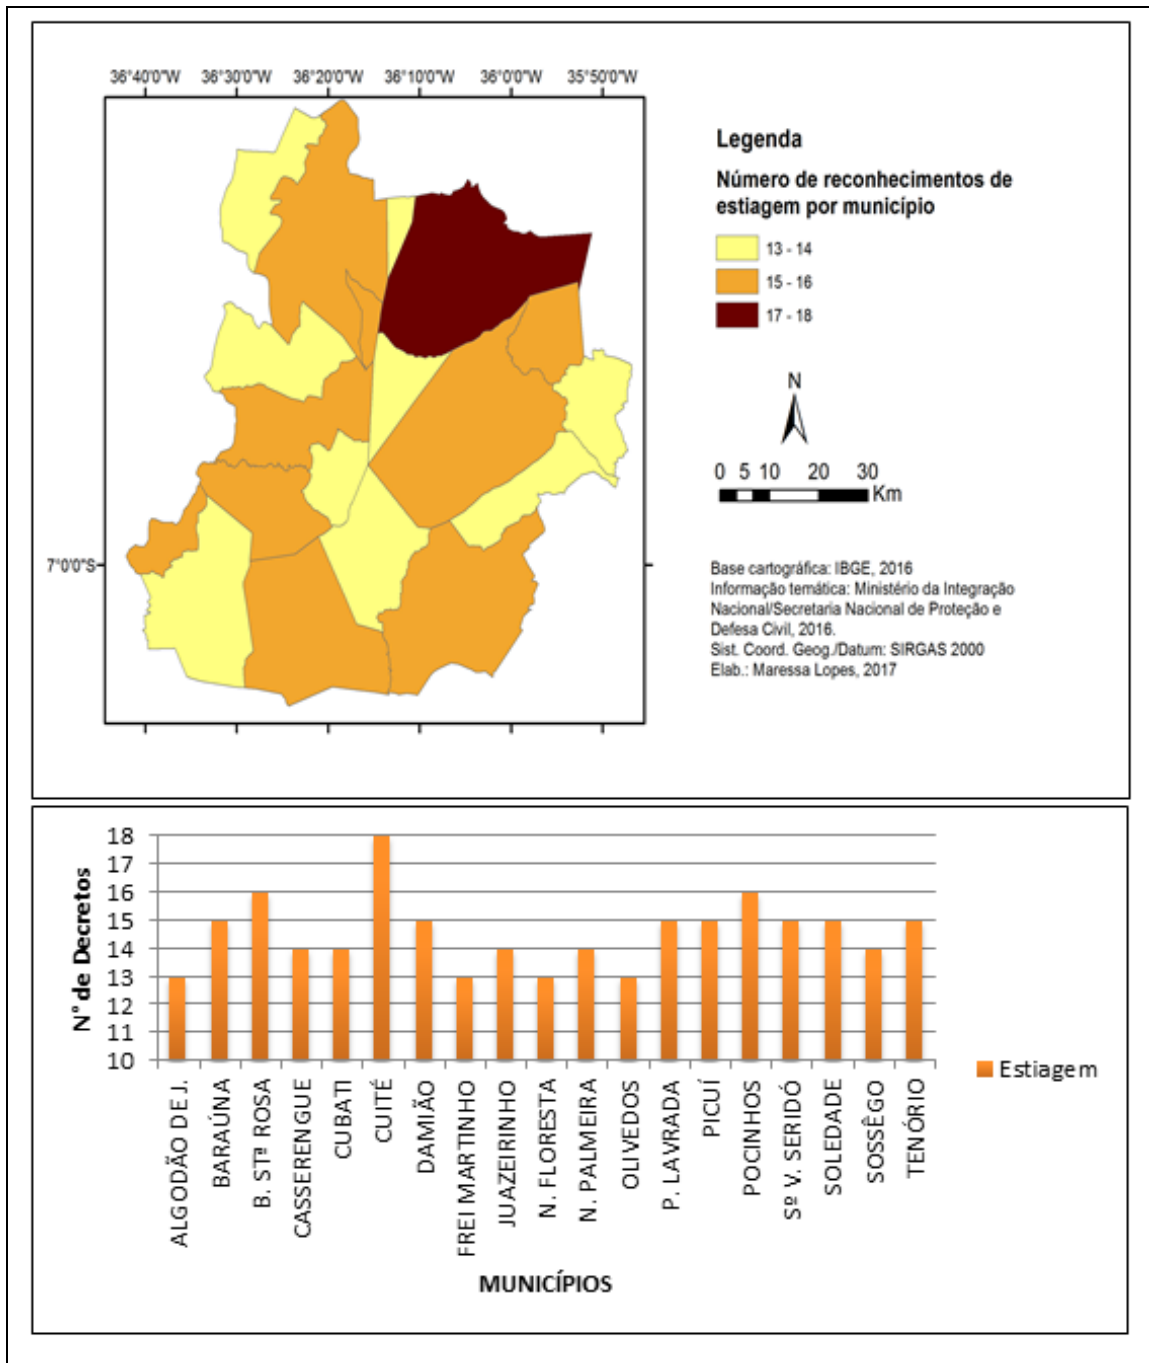 36°40'0"W 36°30'0"W 36°20'0"W 36°10'0"W 36°0'0"W 35°50'0"W
7°0'0"S
Legenda
Número de reconhecimentos de
estiagem por município
13 - 14
15 - 16
17 - 18
N
0 5 10 20 30
Km
Base cartográfica: IBGE, 2016
Informação temática: Ministério da Integração
Nacional/Secretaria Nacional de Proteção e
Defesa Civil, 2016.
Sist. Coord. Geog./Datum: SIRGAS 2000
Elab.: Maressa Lopes, 2017
N° de Decretos
18
17
16
15
14
13
12
11
10
ALGODÃO DE J.
BARAÚNA
B. STª ROSA
CASSERENGUE
CUBATI
CUITÉ
DAMIÃO
FREI MARTINHO
JUAZEIRINHO
N. FLORESTA
N. PALMEIRA
OLIVEDOS
P. LAVRADA
PICUÍ
POCINHOS
Sº V. SERIDÓ
SOLEDADE
SOSSÊGO
TENÓRIO
MUNICÍPIOS
Estiagem